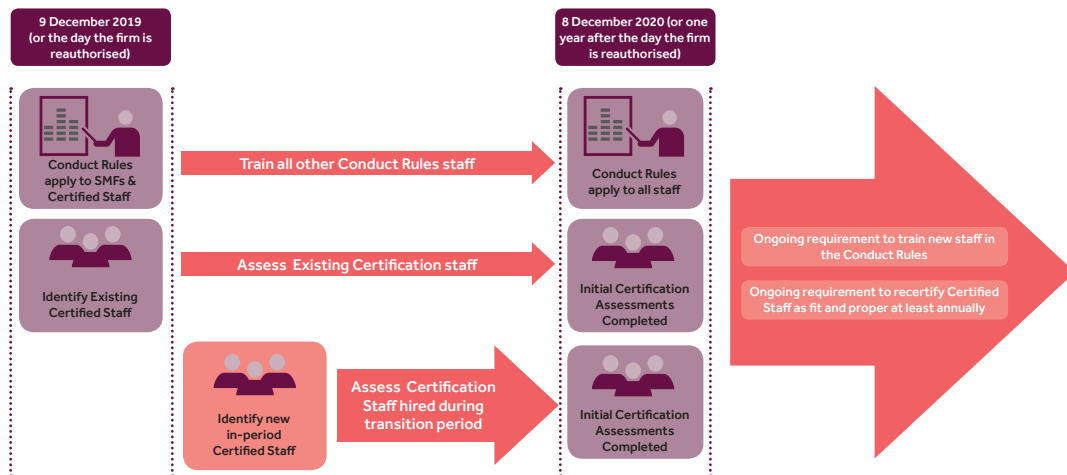 9 December 2019
(or the day the firm is
reauthorised)
8 December 2020 (or one
year after the day the firm
is reauthorised)
Conduct Rules
apply to SMFs &
Certified Staff
Train all other Conduct Rules staff
Conduct Rules
apply to all staff
Identify Existing
Certified Staff
Assess Existing Certification staff
Initial Certification
Assessments
Completed
Identify new
in-period
Certified Staff
Assess Certification
Staff hired during
transition period
Initial Certification
Assessments
Completed
Ongoing requirement to train new staff in
the Conduct Rules
Ongoing requirement to recertify Certified
Staff as fit and proper at least annually